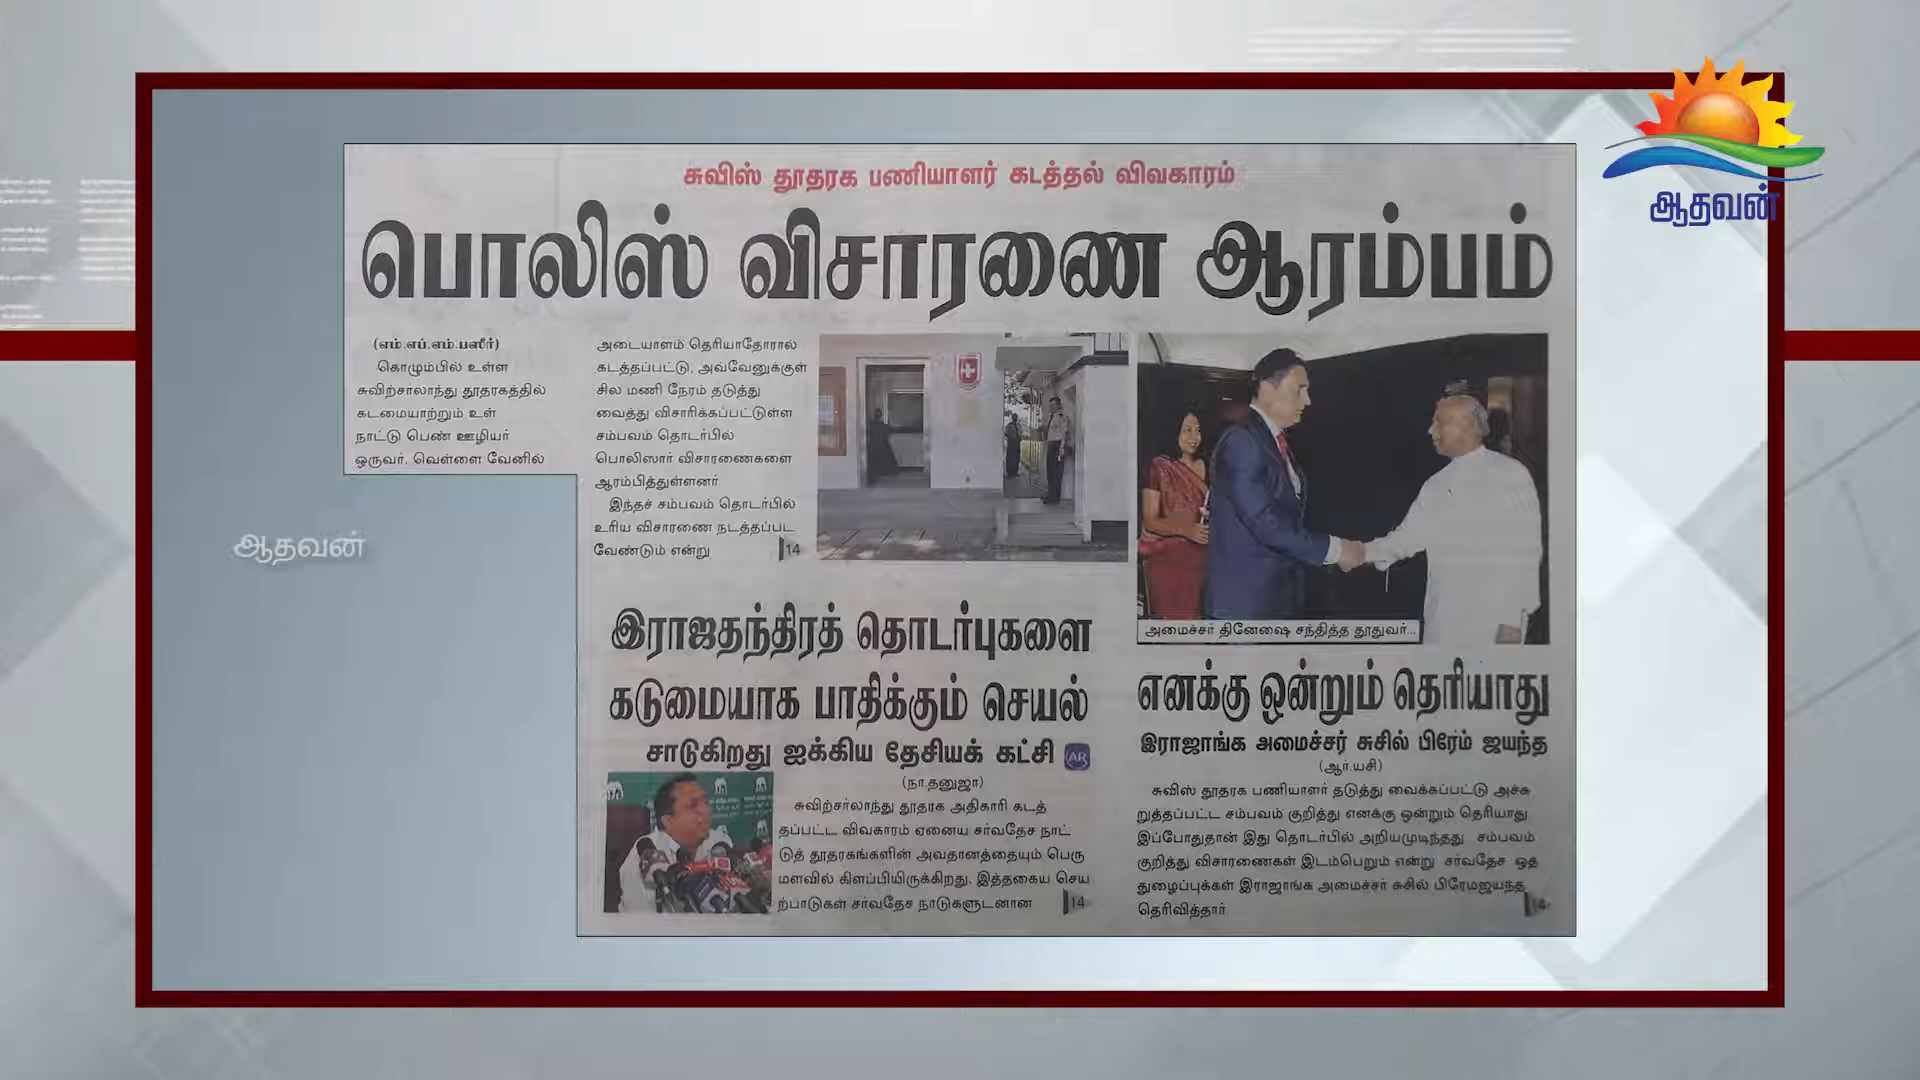 சுவிஸ் தூதரக பணியாளர் கடத்தல் விவகாரம்
பொலிஸ் விசாரணை ஆரம்பம்
(எம்.எப்.எம்.பஸீர்)
கொழும்பில் உள்ள
சுவிற்சர்லாந்து தூதரகத்தில்
கடமையாற்றும் உள்
நாட்டு பெண் ஊழியர்
ஒருவர், வெள்ளை வேனில்
அடையாளம் தெரியாதோரால்
கடத்தப்பட்டு, அவ்வேனுக்குள்
சில மணி நேரம் தடுத்து
வைத்து விசாரிக்கப்பட்டுள்ள
சம்பவம் தொடர்பில்
பொலிஸார் விசாரணைகளை
ஆரம்பித்துள்ளனர்.
இந்தச் சம்பவம் தொடர்பில்
உரிய விசாரணை நடத்தப்பட
வேண்டும் என்று 14
அமைச்சர் தினேஷை சந்தித்த தூதுவர்...
இராஜதந்திரத் தொடர்புகளை
கடுமையாக பாதிக்கும் செயல்
சாடுகிறது ஐக்கிய தேசியக் கட்சி AR
(நா.தனுஜா)
சுவிற்சர்லாந்து தூதரக அதிகாரி கடத்
தப்பட்ட விவகாரம் ஏனைய சர்வதேச நாட்
டுத் தூதரகங்களின் அவதானத்தையும் பெரு
மளவில் கிளப்பியிருக்கிறது. இத்தகைய செய
ற்பாடுகள் சர்வதேச நாடுகளுடனான 14
எனக்கு ஒன்றும் தெரியாது
இராஜாங்க அமைச்சர் சுசில் பிரேம் ஜயந்த
(ஆர்.யசி)
சுவிஸ் தூதரக பணியாளர் தடுத்து வைக்கப்பட்டு அச்சு
றுத்தப்பட்ட சம்பவம் குறித்து எனக்கு ஒன்றும் தெரியாது.
இப்போதுதான் இது தொடர்பில் அறியமுடிந்தது சம்பவம்
குறித்து விசாரணைகள் இடம்பெறும் என்று சர்வதேச ஒத்
துழைப்புக்கள் இராஜாங்க அமைச்சர் சுசில் பிரேமஜயந்த
தெரிவித்தார் 14
ஆதவன்
ஆதவன்